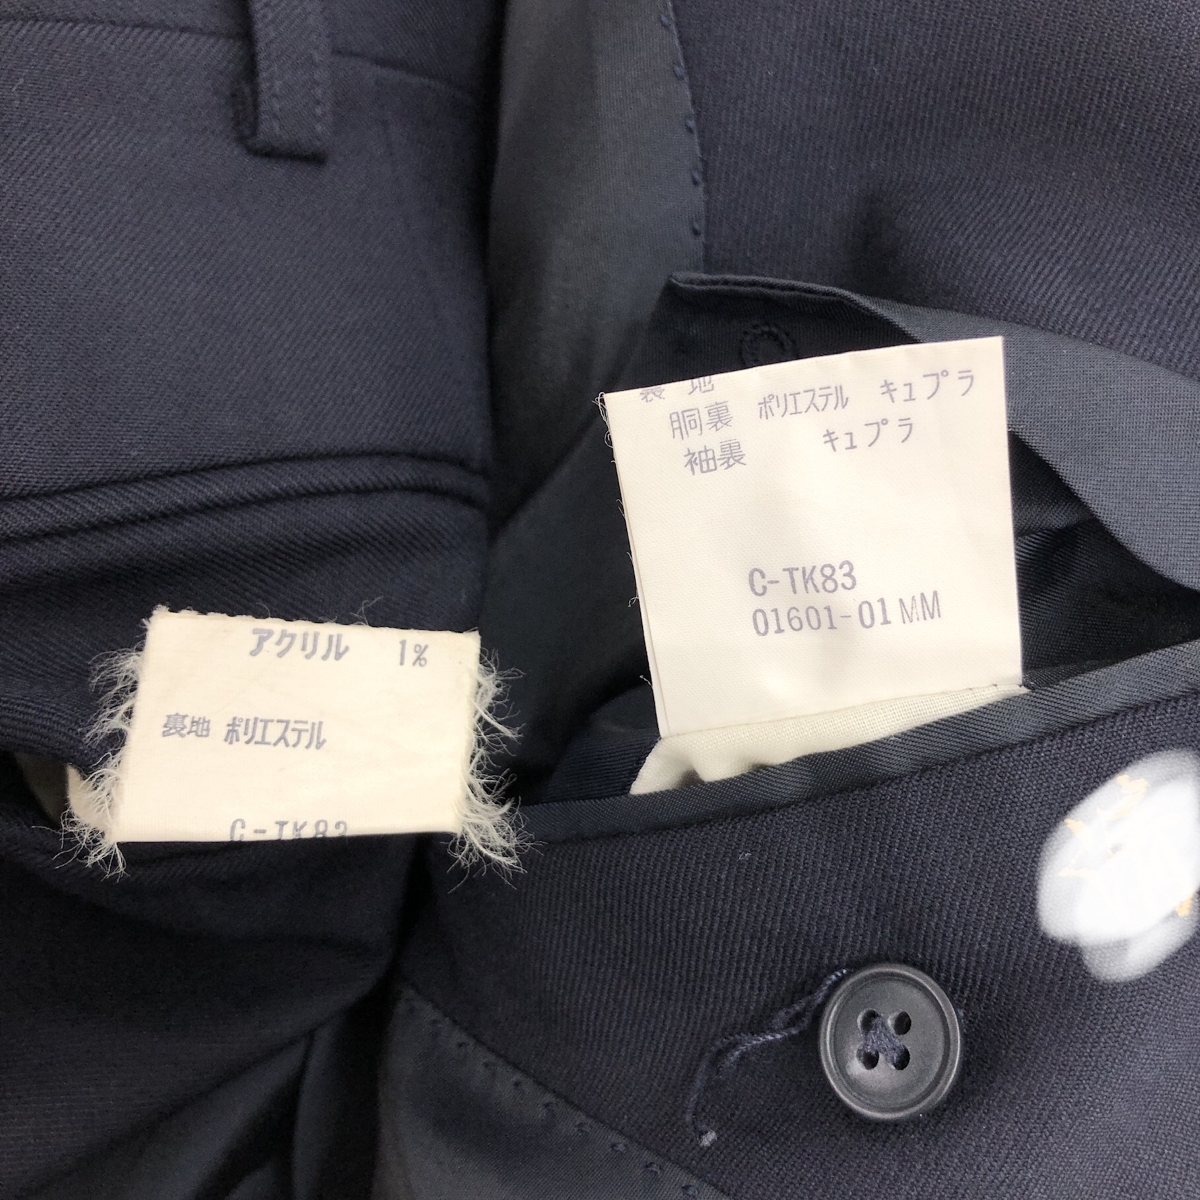 裏地
胴裏 ポリエステル キュプラ
袖裏 キュプラ
C-TK83
01601-01 MM
アクリル 1%
裏地 ポリエステル
C-TK83